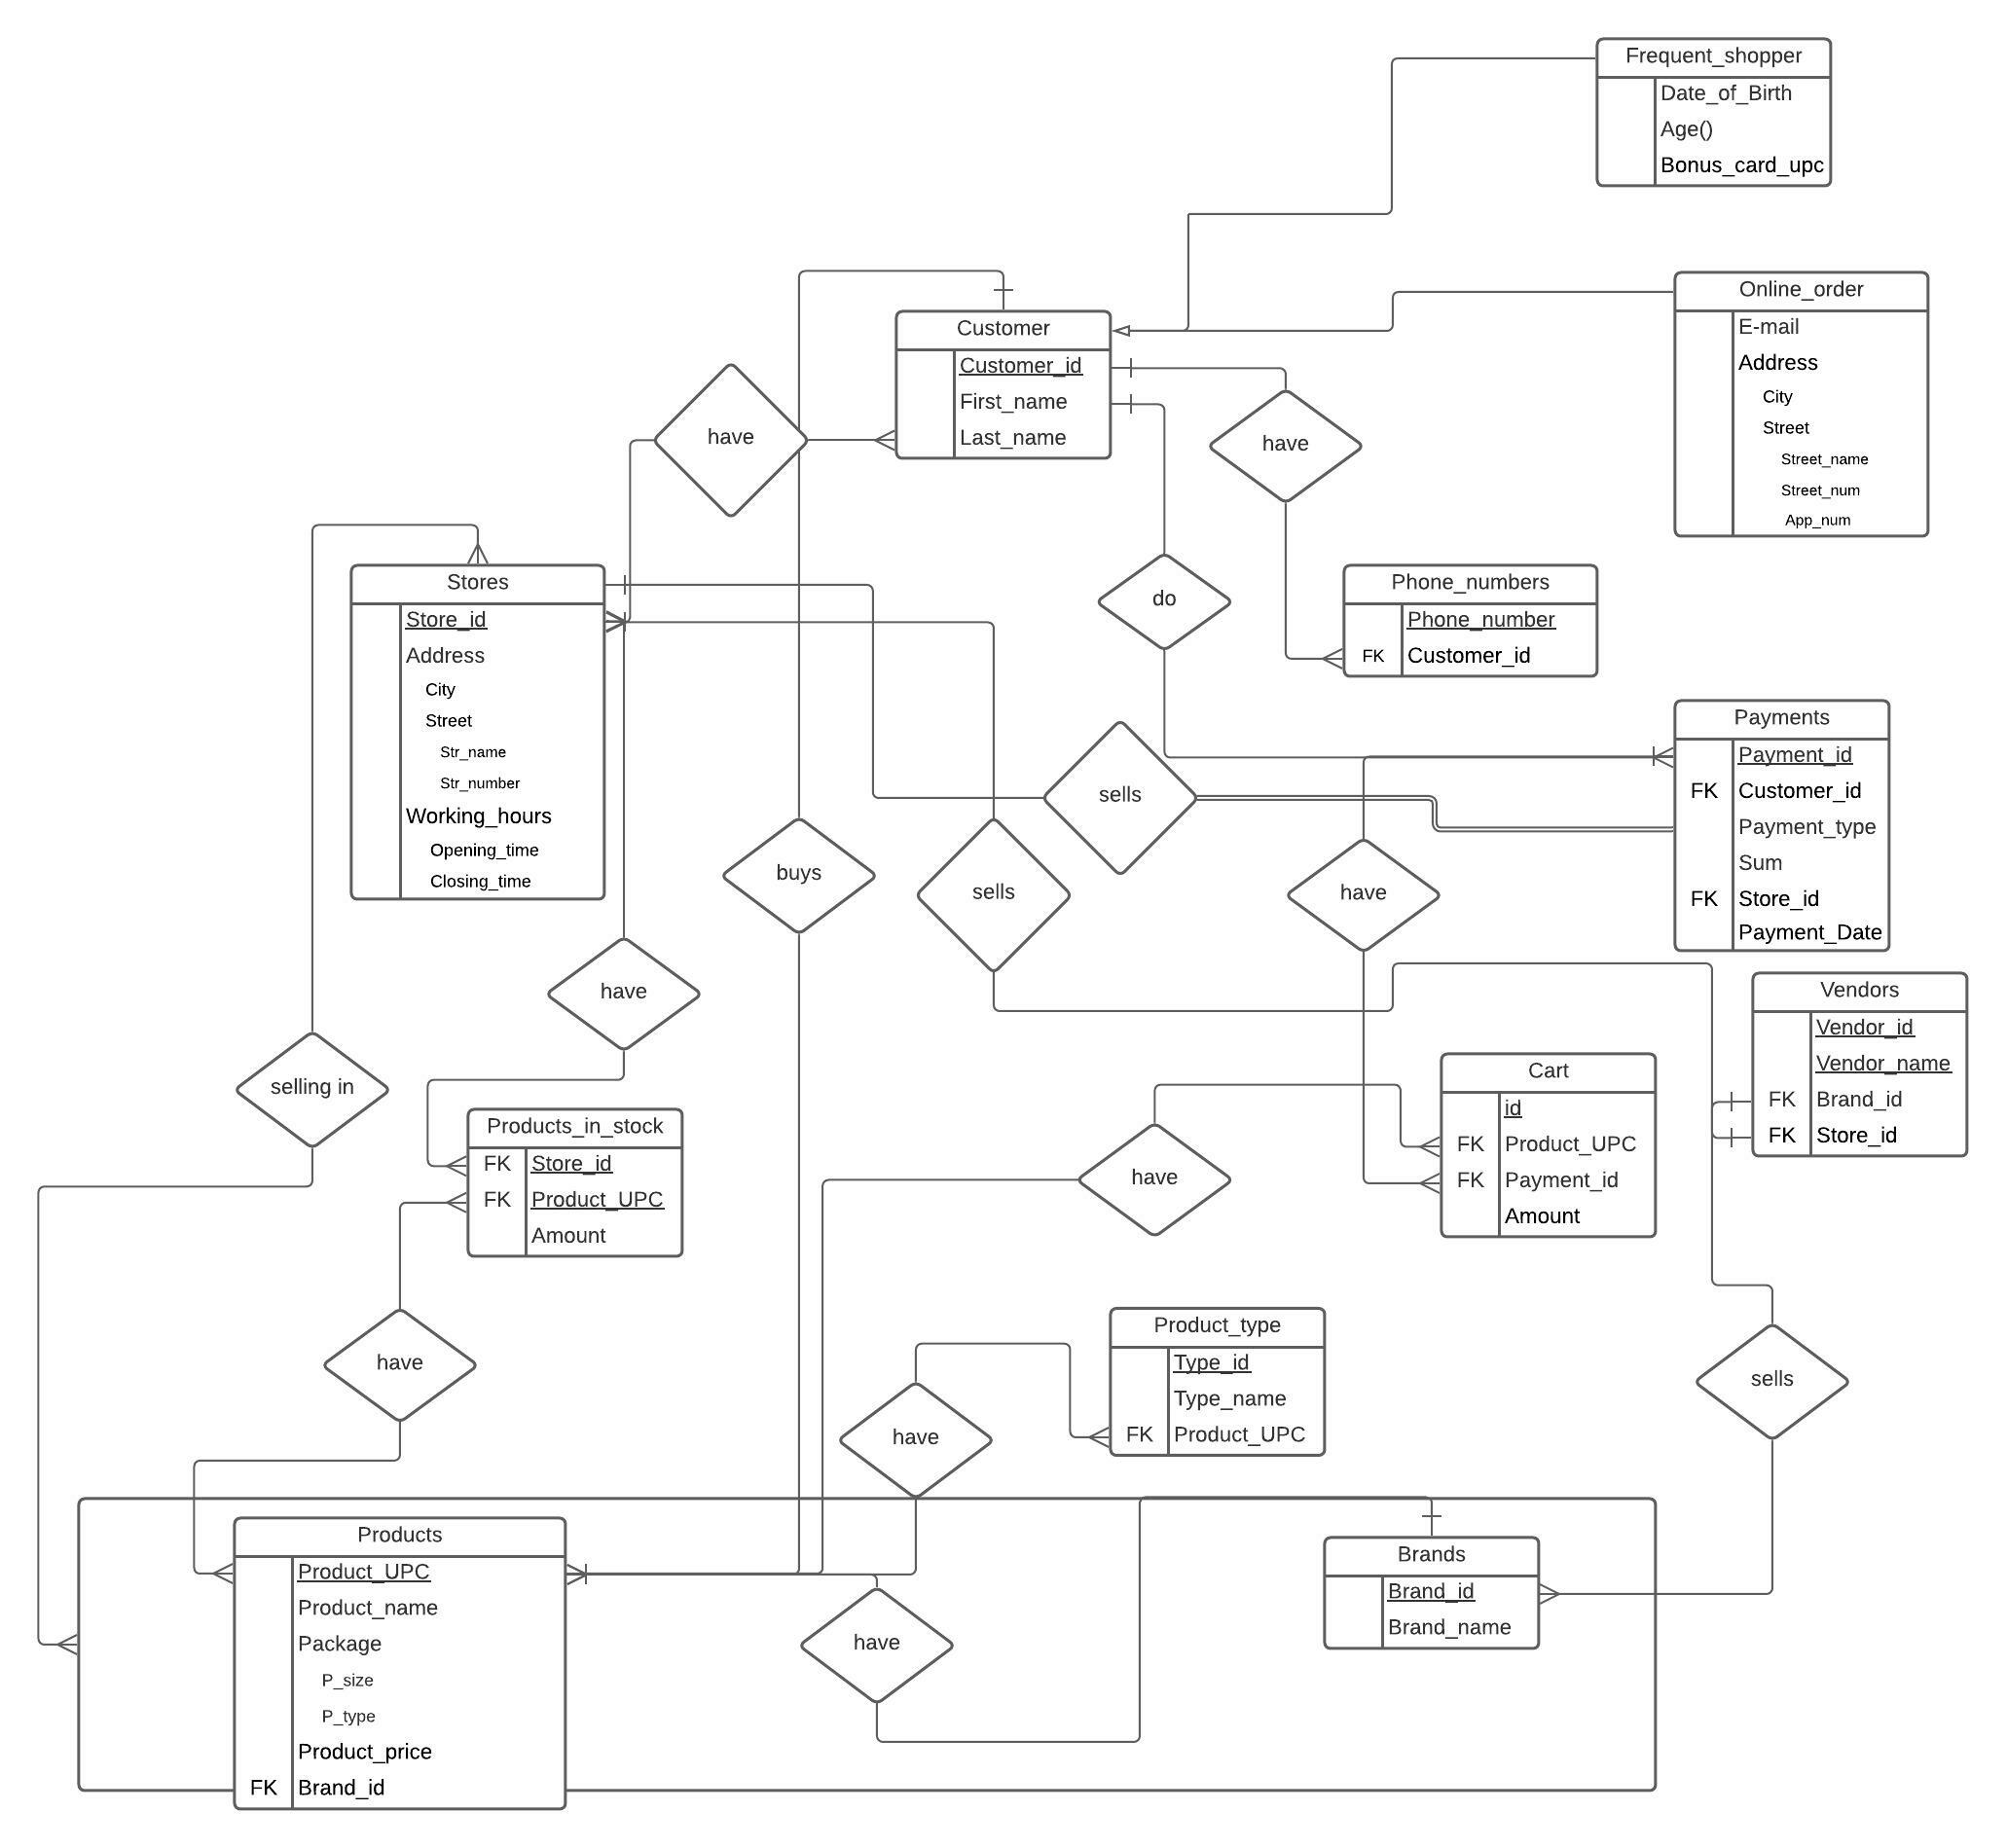 Frequent_shopper
Date_of_Birth
Age()
Bonus_card_upc
Online_order
E-mail
Address
City
Street
Street_name
Street_num
App_num
Customer
Customer_id
First_name
Last_name
have
have
do
Stores
Store_id
Address
City
Street
Str_name
Str_number
Working_hours
Opening_time
Closing_time
Phone_numbers
Phone_number
FK Customer_id
Payments
Payment_id
FK Customer_id
Payment_type
Sum
FK Store_id
Payment_Date
sells
buys
sells
have
have
selling in
Vendors
Vendor_id
Vendor_name
FK Brand_id
FK Store_id
Cart
id
FK Product_UPC
FK Payment_id
Amount
Products_in_stock
FK Store_id
FK Product_UPC
Amount
have
have
Product_type
Type_id
Type_name
FK Product_UPC
have
sells
Products
Product_UPC
Product_name
Package
P_size
P_type
Product_price
FK Brand_id
have
Brands
Brand_id
Brand_name